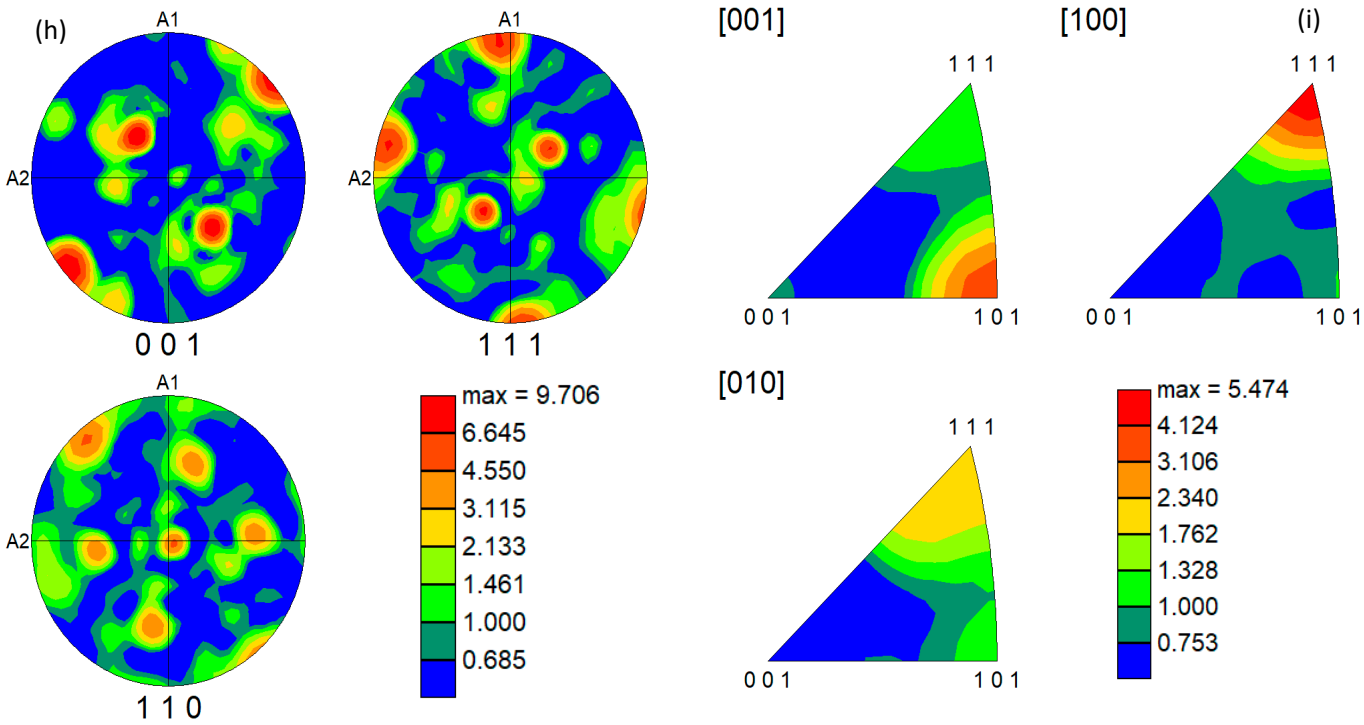 (h)
A1
A2
0 0 1
A1
A2
1 1 1
A1
A2
1 1 0
max = 9.706
6.645
4.550
3.115
2.133
1.461
1.000
0.685
[001]
1 1 1
0 0 1
1 0 1
[100]
(i)
1 1 1
0 0 1
1 0 1
[010]
1 1 1
0 0 1
1 0 1
max = 5.474
4.124
3.106
2.340
1.762
1.328
1.000
0.753